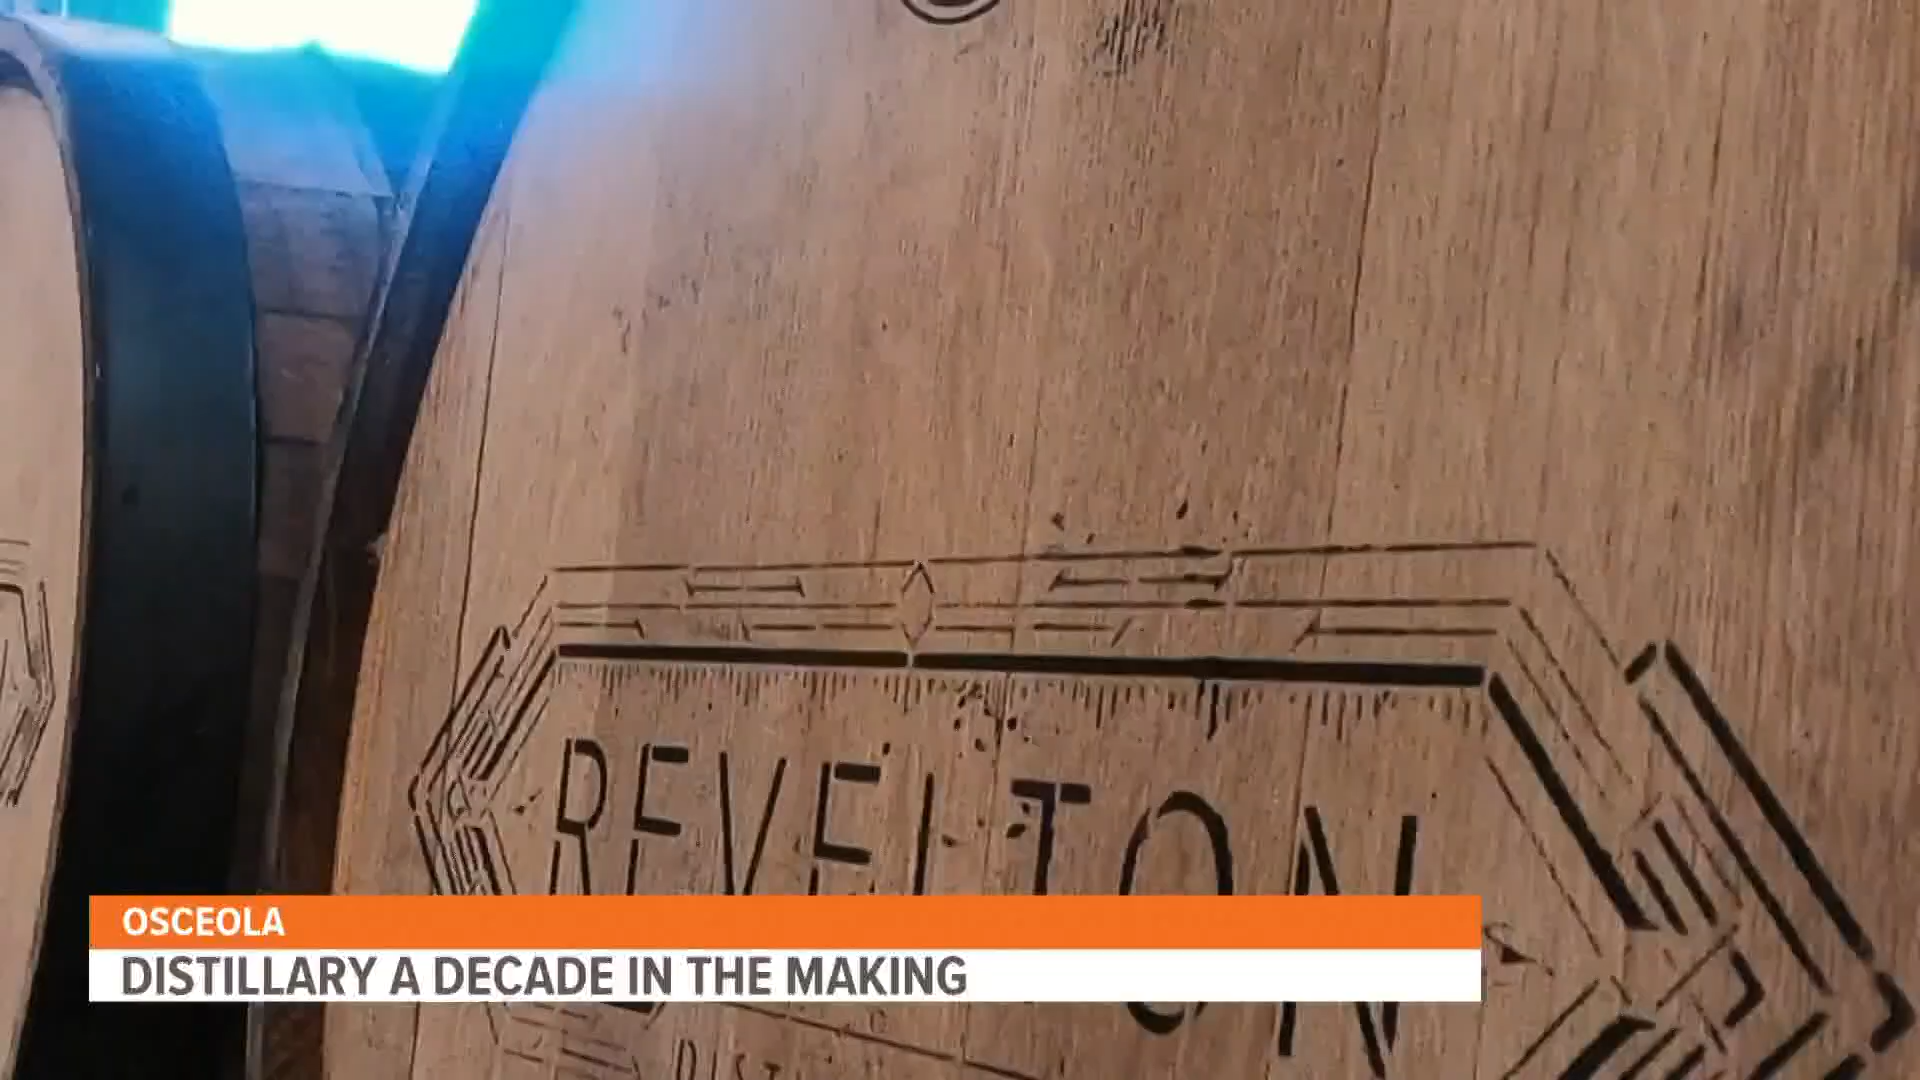 REVELTON
OSCEOLA
DISTILLARY A DECADE IN THE MAKING